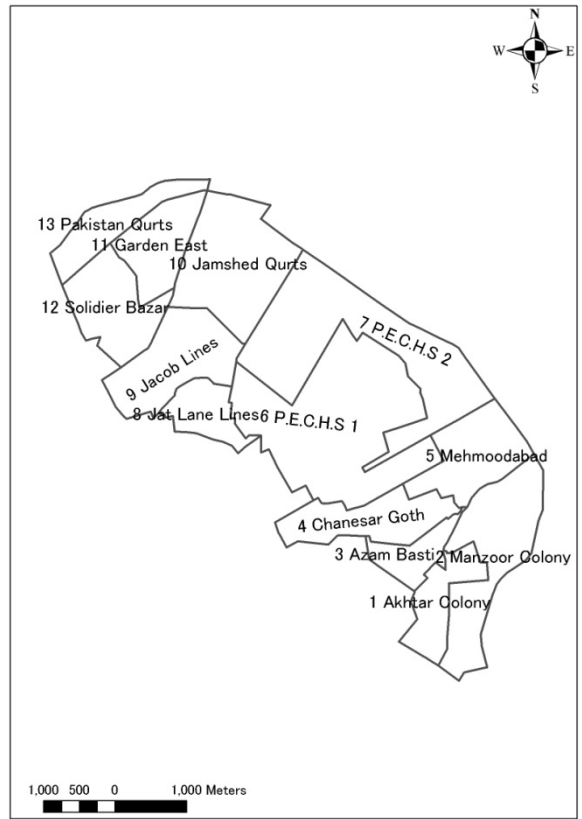 N
W E
S
13 Pakistan Qurts
11 Garden East
10 Jamshed Qurts
12 Solidier Bazar
7 P.E.C.H.S 2
9 Jacob Lines
8 Jat Lane Lines
6 P.E.C.H.S 1
5 Mehmoodabad
4 Chanesar Goth
3 Azam Basti
2 Manzoor Colony
1 Akhtar Colony
1,000 500 0 1,000 Meters